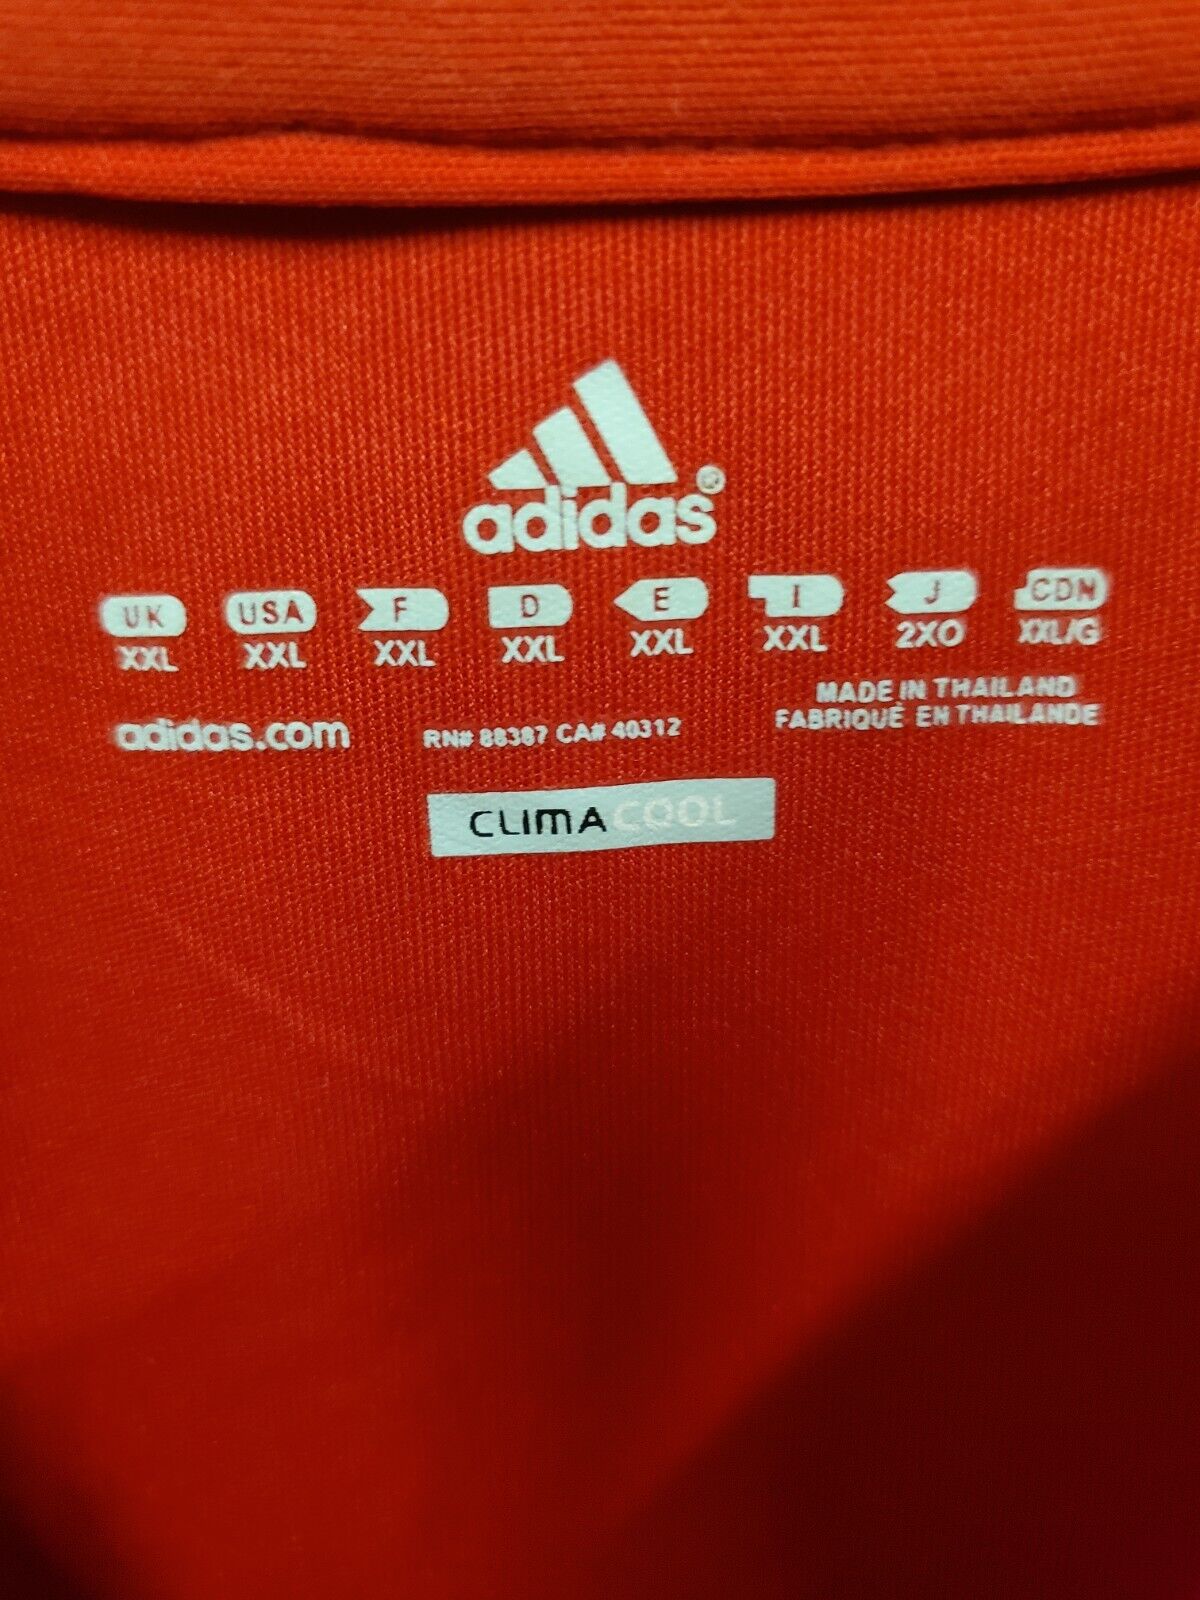 adidas®
UK USA F D E I J CDN
XXL XXL XXL XXL XXL XXL 2XO XXL/G
adidas.com RN# 88387 CA# 40312 MADE IN THAILAND
FABRIQUÉ EN THAILANDE
CLIMACOOL